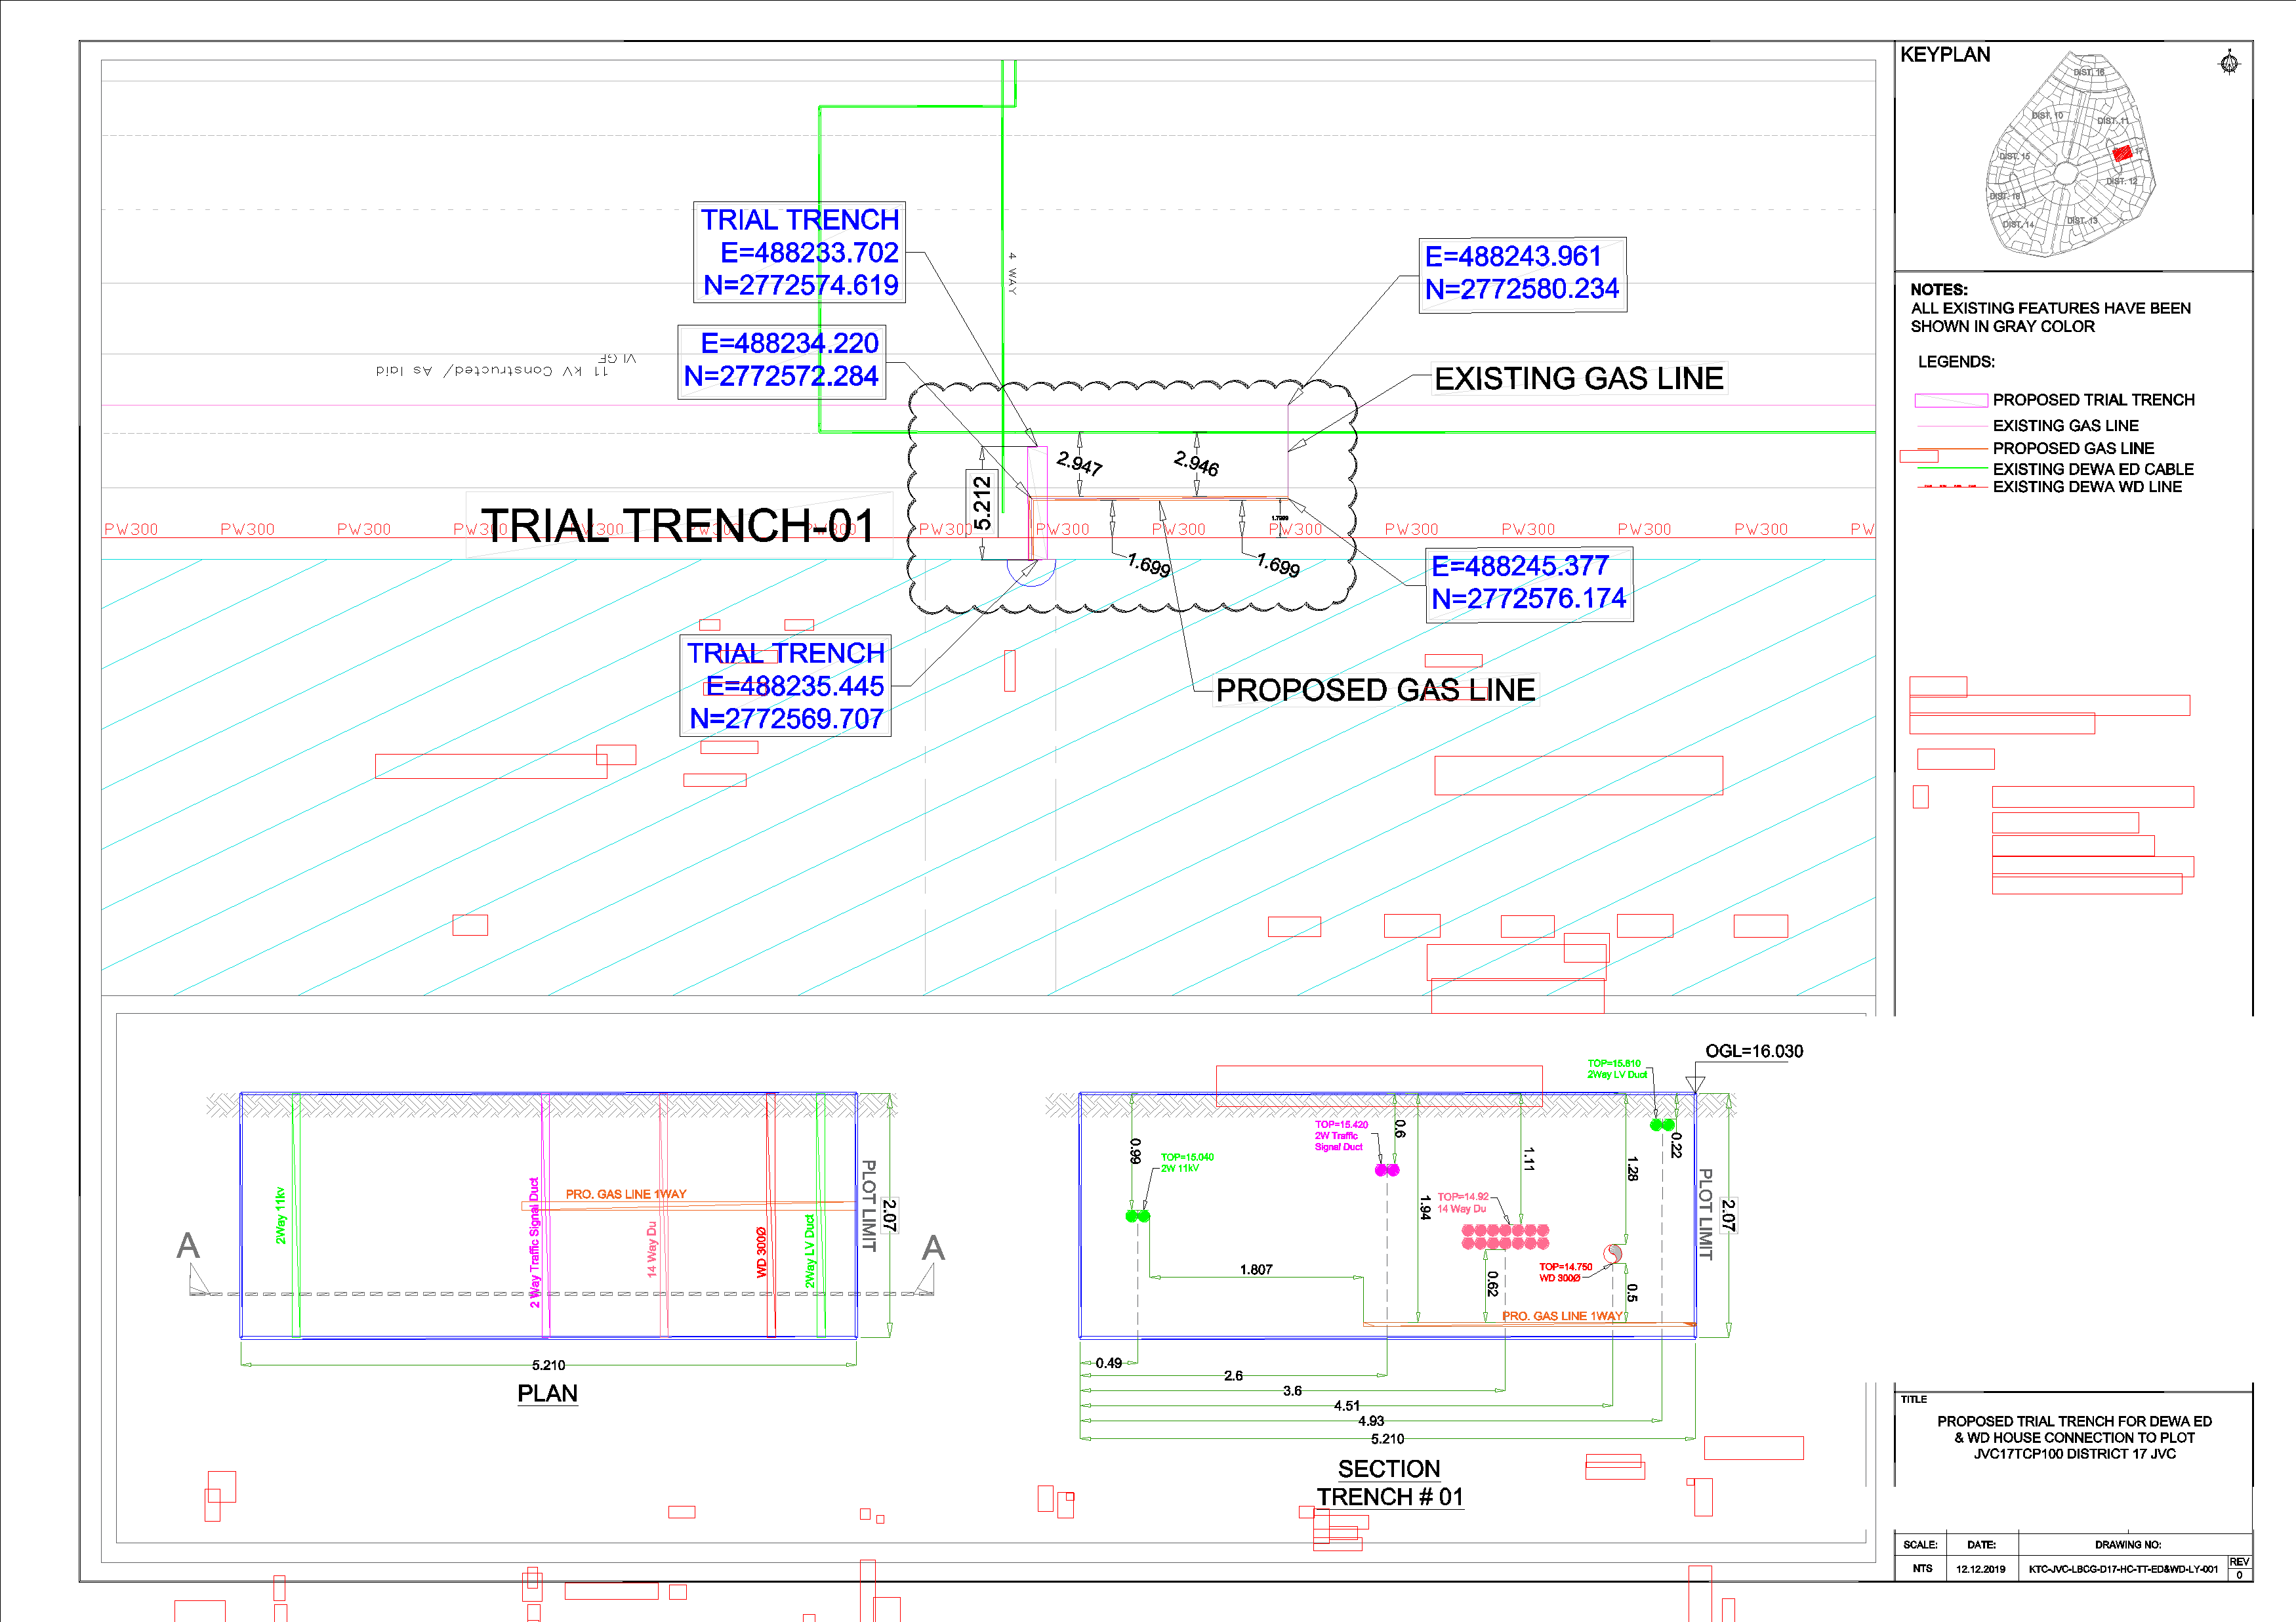 KEYPLAN
DIST. 16
DIST. 10
DIST. 11
DIST. 15
17
DIST. 12
DIST. 18
DIST. 14
DIST. 13
NOTES:
ALL EXISTING FEATURES HAVE BEEN
SHOWN IN GRAY COLOR
LEGENDS:
PROPOSED TRIAL TRENCH
EXISTING GAS LINE
PROPOSED GAS LINE
EXISTING DEWA ED CABLE
EXISTING DEWA WD LINE
TRIAL TRENCH
E=488233.702
N=2772574.619
E=488234.220
N=2772572.284
4 WAY
E=488243.961
N=2772580.234
EXISTING GAS LINE
11 KV Constructed/ As laid
VLGF
2.947
2.946
5.212
TRIAL TRENCH-01
PW300 PW300 PW300 PW300 PW300 PW300 PW300 PW300 PW300 PW300 PW300 PW300 PW300 PW300 PW300 PW
1.699
1.699
E=488245.377
N=2772576.174
TRIAL TRENCH
E=488235.445
N=2772569.707
PROPOSED GAS LINE
2Way 11kv
2 Way Traffic Signal Duct
PRO. GAS LINE 1WAY
14 Way Du
WD 300Ø
2Way LV Duct
PLOT LIMIT
2.07
A
A
5.210
PLAN
OGL=16.030
TOP=15.810
2Way LV Duct
TOP=15.420
2W Traffic
Signal Duct
0.6
0.99
TOP=15.040
2W 11kV
1.11
1.28
0.22
1.94
TOP=14.92
14 Way Du
PLOT LIMIT
2.07
1.807
0.62
TOP=14.750
WD 300Ø
0.5
PRO. GAS LINE 1WAY
0.49
2.6
3.6
4.51
4.93
5.210
SECTION
TRENCH # 01
TITLE
PROPOSED TRIAL TRENCH FOR DEWA ED
& WD HOUSE CONNECTION TO PLOT
JVC17TCP100 DISTRICT 17 JVC
SCALE: DATE: DRAWING NO:
NTS 12.12.2019 KTC-JVC-LBCG-D17-HC-TT-ED&WD-LY-001
REV
0